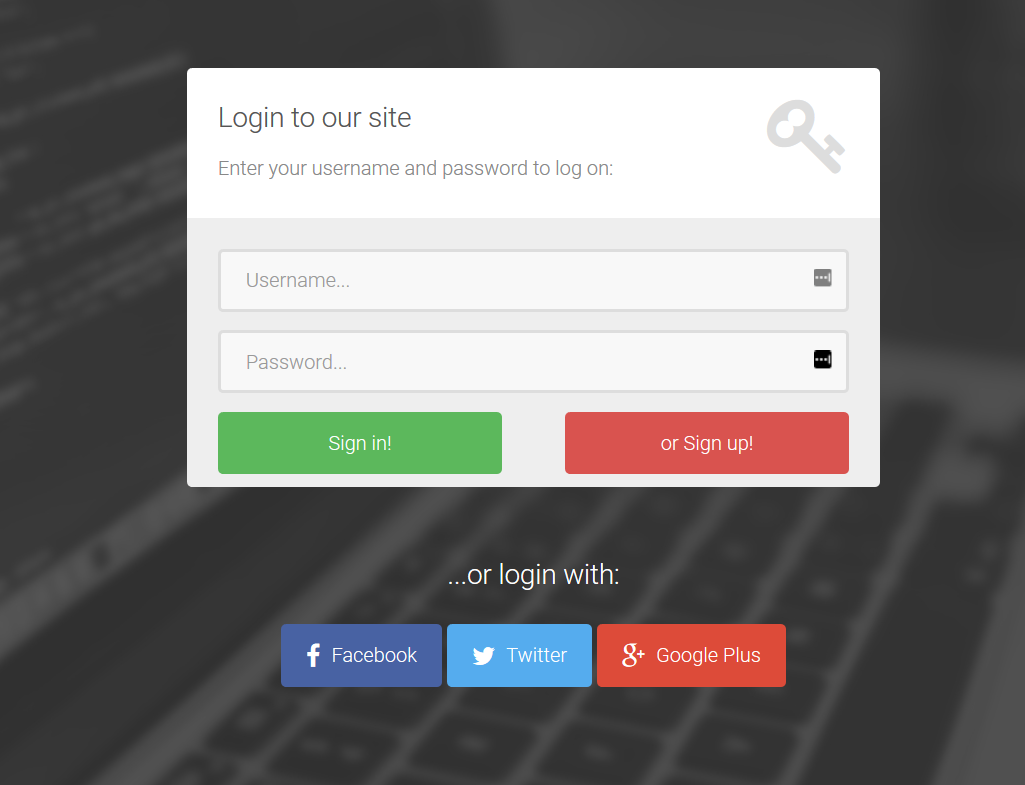 Login to our site
Enter your username and password to log on:
Username...
Password...
Sign in!
or Sign up!
...or login with:
Facebook
Twitter
Google Plus